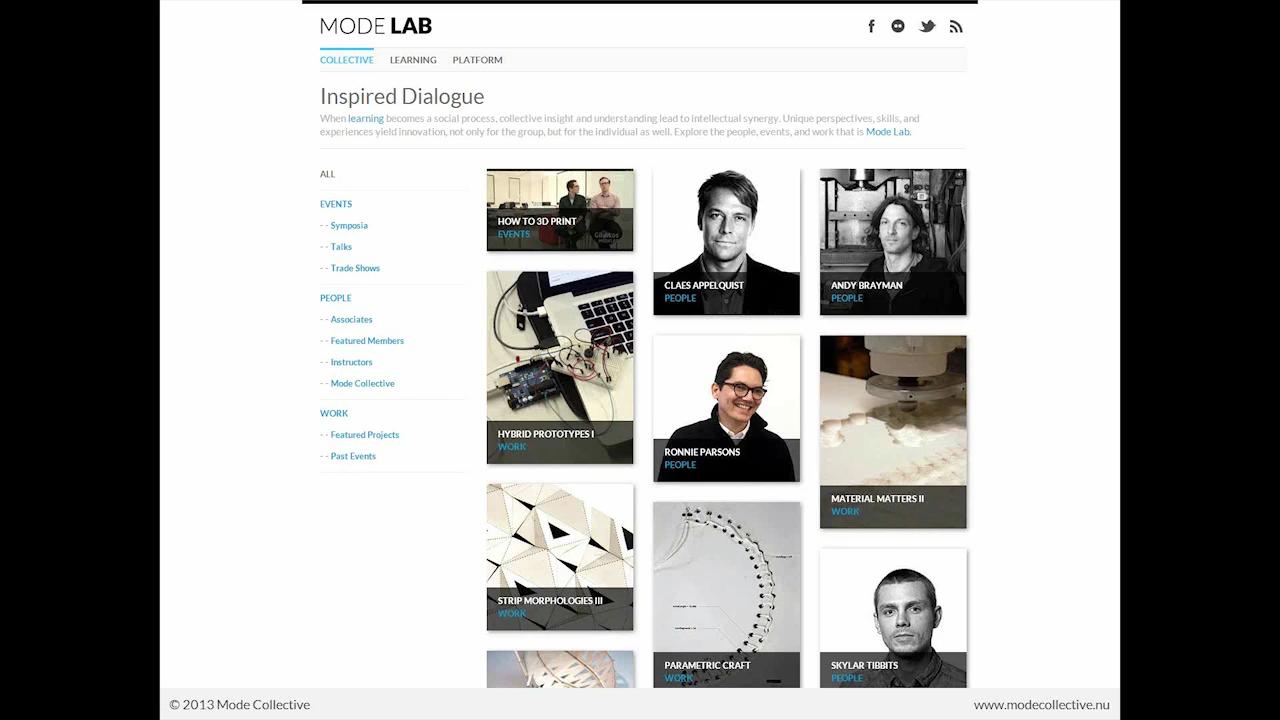 MODE LAB
COLLECTIVE LEARNING PLATFORM
Inspired Dialogue
When learning becomes a social process, collective insight and understanding lead to intellectual synergy. Unique perspectives, skills, and
experiences yield innovation, not only for the group, but for the individual as well. Explore the people, events, and work that is Mode Lab.
ALL
EVENTS
- - Symposia
- - Talks
- - Trade Shows
PEOPLE
- - Associates
- - Featured Members
- - Instructors
- - Mode Collective
WORK
- - Featured Projects
- - Past Events
HOW TO 3D PRINT
EVENTS
HYBRID PROTOTYPES I
WORK
STRIP MORPHOLOGIES III
WORK
CLAES APPELQUIST
PEOPLE
RONNIE PARSONS
PEOPLE
PARAMETRIC CRAFT
WORK
ANDY BRAYMAN
PEOPLE
MATERIAL MATTERS II
WORK
SKYLAR TIBBITS
PEOPLE
© 2013 Mode Collective
www.modecollective.nu